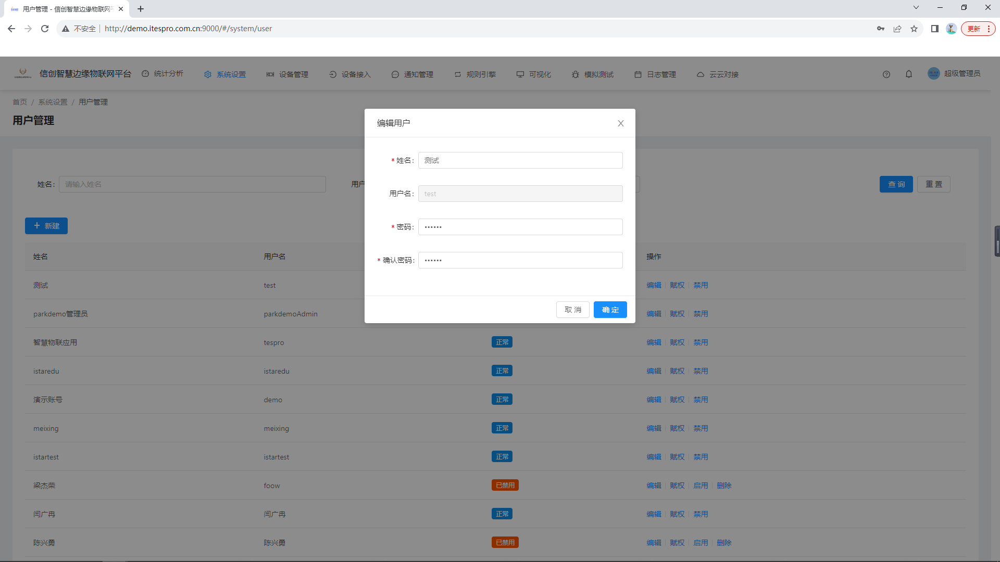 用户管理 - 信创智慧边缘物联网平
不安全 http://demo.itespro.com.cn:9000/#/system/user 更新
信创智慧边缘物联网平台 统计分析 系统设置 设备管理 设备接入 通知管理 规则引擎 可视化 模拟测试 日志管理 云云对接 超级管理员
首页 / 系统设置 / 用户管理
用户管理
姓名: 请输入姓名 用户 查 询 重 置
新建
姓名 用户名 操作
测试 test 编辑 赋权 禁用
parkdemo管理员 parkdemoAdmin 编辑 赋权 禁用
智慧物联应用 tespro 正常 编辑 赋权 禁用
istaredu istaredu 正常 编辑 赋权 禁用
演示账号 demo 正常 编辑 赋权 禁用
meixing meixing 正常 编辑 赋权 禁用
istartest istartest 正常 编辑 赋权 禁用
梁杰荣 foow 已禁用 编辑 赋权 启用 删除
闫广冉 闫广冉 正常 编辑 赋权 禁用
陈兴勇 陈兴勇 已禁用 编辑 赋权 启用 删除
编辑用户
* 姓名: 测试
用户名: test
* 密码: ••••••
* 确认密码: ••••••
取 消 确 定